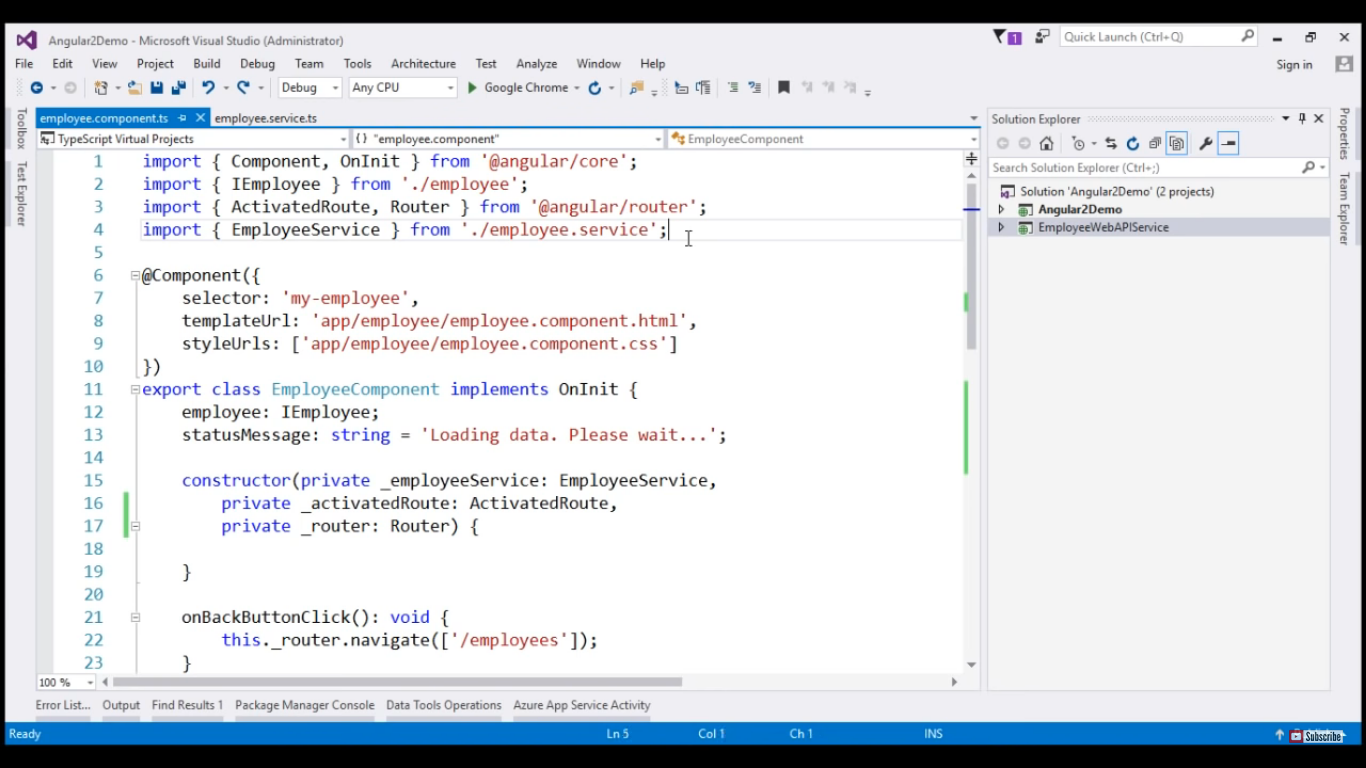 Angular2Demo - Microsoft Visual Studio (Administrator)
1
Quick Launch (Ctrl+Q)
File Edit View Project Build Debug Team Tools Architecture Test Analyze Window Help
Sign in
Debug Any CPU Google Chrome
Toolbox
Test Explorer
employee.component.ts employee.service.ts
TypeScript Virtual Projects {} "employee.component" EmployeeComponent
1 import { Component, OnInit } from '@angular/core';
2 import { IEmployee } from './employee';
3 import { ActivatedRoute, Router } from '@angular/router';
4 import { EmployeeService } from './employee.service';
5
6 @Component({
7 selector: 'my-employee',
8 templateUrl: 'app/employee/employee.component.html',
9 styleUrls: ['app/employee/employee.component.css']
10 })
11 export class EmployeeComponent implements OnInit {
12 employee: IEmployee;
13 statusMessage: string = 'Loading data. Please wait...';
14
15 constructor(private _employeeService: EmployeeService,
16 private _activatedRoute: ActivatedRoute,
17 private _router: Router) {
18
19 }
20
21 onBackButtonClick(): void {
22 this._router.navigate(['/employees']);
23 }
100 %
Solution Explorer
Search Solution Explorer (Ctrl+;)
Solution 'Angular2Demo' (2 projects)
Angular2Demo
EmployeeWebAPIService
Properties
Team Explorer
Error List... Output Find Results 1 Package Manager Console Data Tools Operations Azure App Service Activity
Ready Ln 5 Col 1 Ch 1 INS
Subscribe